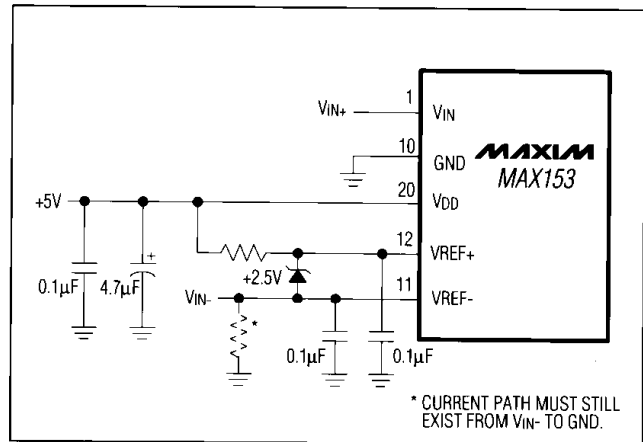 1
VIN+
VIN
10
GND
MAXIM
MAX153
+5V
20
VDD
12
VREF+
+
+2.5V
0.1µF
4.7µF
VIN-
11
VREF-
*
0.1µF
0.1µF
* CURRENT PATH MUST STILL
EXIST FROM VIN- TO GND.